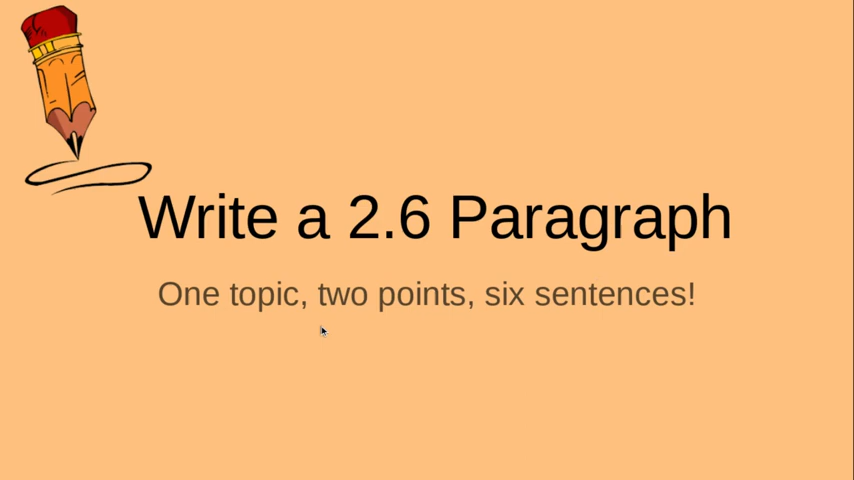 Write a 2.6 Paragraph
One topic, two points, six sentences!